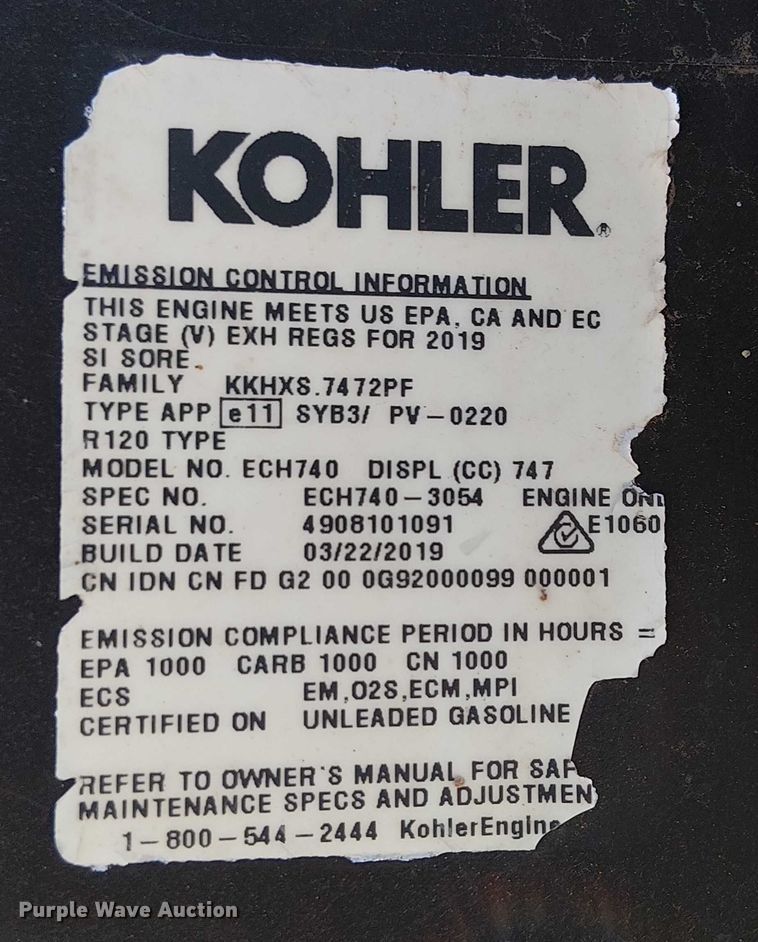 KOHLER®
EMISSION CONTROL INFORMATION
THIS ENGINE MEETS US EPA, CA AND EC
STAGE (V) EXH REGS FOR 2019
SI SORE
FAMILY KKHXS.7472PF
TYPE APP e11 SYB3/ PV-0220
R120 TYPE
MODEL NO. ECH740 DISPL (CC) 747
SPEC NO. ECH740-3054 ENGINE
SERIAL NO. 4908101091 E1060
BUILD DATE 03/22/2019
CN IDN CN FD G2 00 0G92000099 000001
EMISSION COMPLIANCE PERIOD IN HOURS =
EPA 1000 CARB 1000 CN 1000
ECS EM,O2S,ECM,MPI
CERTIFIED ON UNLEADED GASOLINE
REFER TO OWNER'S MANUAL FOR
MAINTENANCE SPECS AND ADJUSTMEN
1-800-544-2444 KohlerEngine
Purple Wave Auction